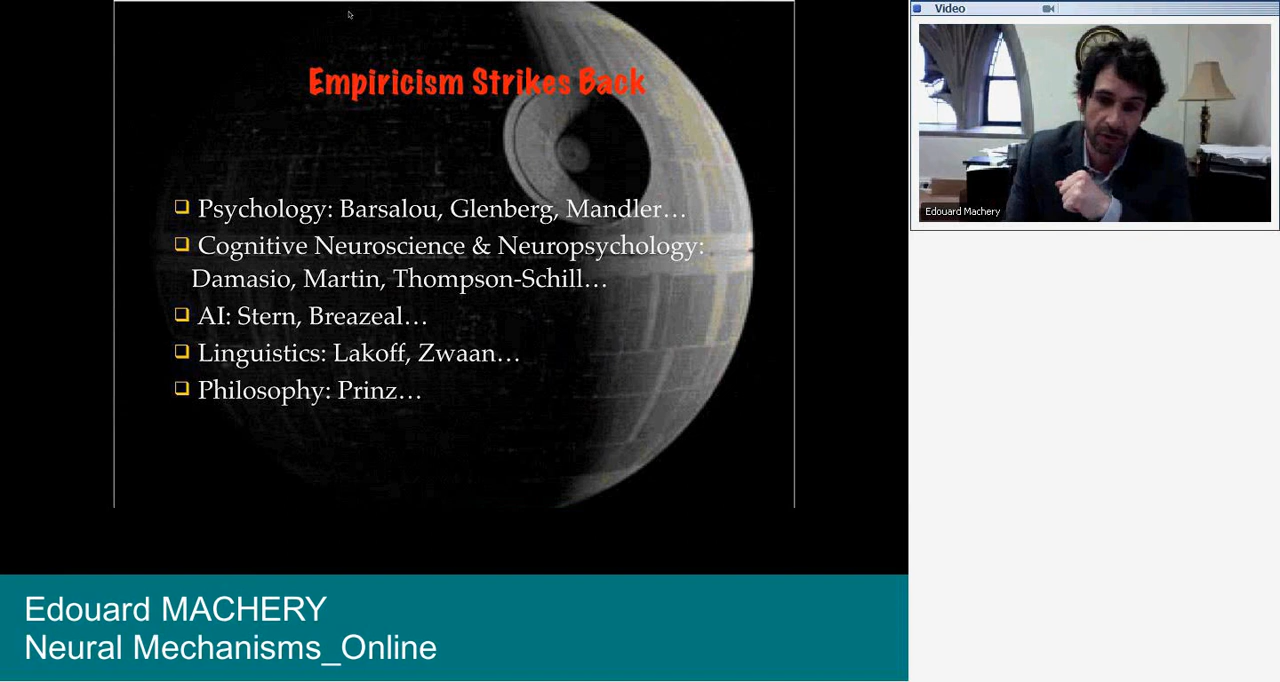 Empiricism Strikes Back
Psychology: Barsalou, Glenberg, Mandler…
Cognitive Neuroscience & Neuropsychology:
Damasio, Martin, Thompson-Schill…
AI: Stern, Breazeal…
Linguistics: Lakoff, Zwaan…
Philosophy: Prinz…
Edouard MACHERY
Neural Mechanisms_Online
Video
Edouard Machery